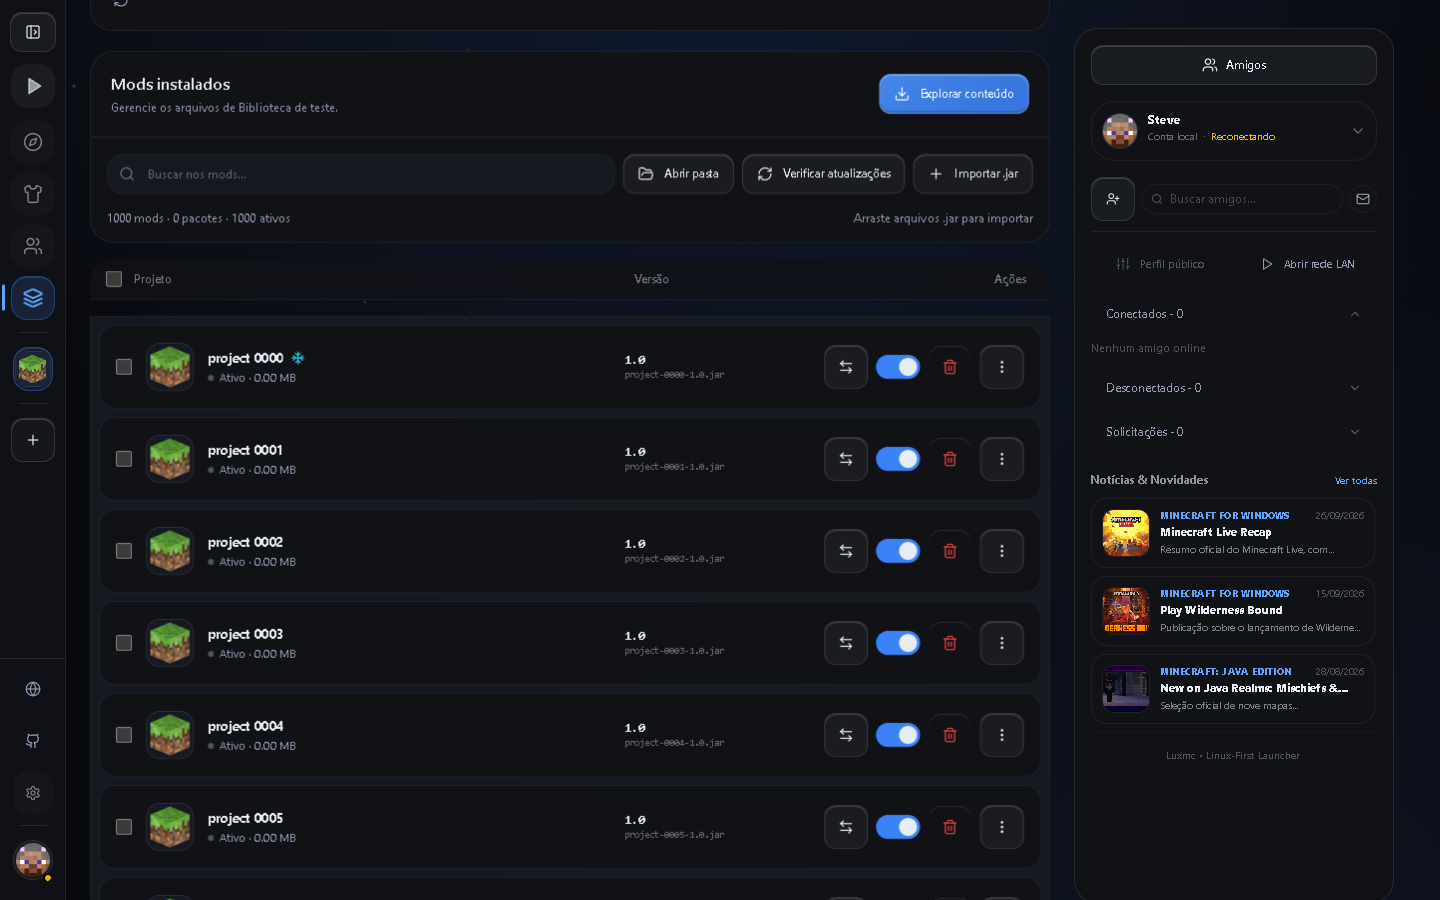 Mods instalados
Gerencie os arquivos de Biblioteca de teste.
Explorar conteúdo
Buscar nos mods...
Abrir pasta
Verificar atualizações
Importar .jar
1000 mods · 0 pacotes · 1000 ativos
Arraste arquivos .jar para importar
Projeto
Versão
Ações
project 0000
Ativo · 0.00 MB
1.0
project-0000-1.0.jar
project 0001
Ativo · 0.00 MB
1.0
project-0001-1.0.jar
project 0002
Ativo · 0.00 MB
1.0
project-0002-1.0.jar
project 0003
Ativo · 0.00 MB
1.0
project-0003-1.0.jar
project 0004
Ativo · 0.00 MB
1.0
project-0004-1.0.jar
project 0005
Ativo · 0.00 MB
1.0
project-0005-1.0.jar
Amigos
Steve
Conta local · Reconectando
Buscar amigos...
Perfil público
Abrir rede LAN
Conectados - 0
Nenhum amigo online
Desconectados - 0
Solicitações - 0
Notícias & Novidades
Ver todas
MINECRAFT FOR WINDOWS
26/09/2026
Minecraft Live Recap
Resumo oficial do Minecraft Live, com...
MINECRAFT FOR WINDOWS
15/09/2026
Play Wilderness Bound
Publicação sobre o lançamento de Wilderne...
MINECRAFT: JAVA EDITION
28/08/2026
New on Java Realms: Mischiefs &...
Seleção oficial de nove mapas...
Luxmc • Linux-First Launcher